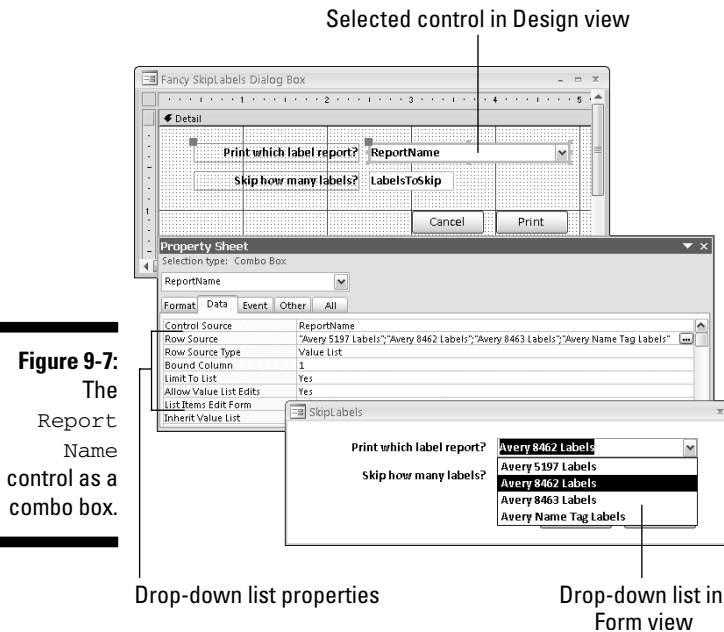 Selected control in Design view
Fancy SkipLabels Dialog Box
1 2 3 4 5
Detail
Print which label report? ReportName
Skip how many labels? LabelsToSkip
1
Cancel Print
Property Sheet
Selection type: Combo Box
ReportName
Format Data Event Other All
Control Source ReportName
Row Source "Avery 5197 Labels";"Avery 8462 Labels";"Avery 8463 Labels";"Avery Name Tag Labels" ...
Row Source Type Value List
Bound Column 1
Limit To List Yes
Allow Value List Edits Yes
List Items Edit Form
Inherit Value List
SkipLabels
Print which label report? Avery 8462 Labels
Skip how many labels?
Avery 5197 Labels
Avery 8462 Labels
Avery 8463 Labels
Avery Name Tag Labels
Figure 9-7:
The
Report
Name
control as a
combo box.
Drop-down list properties
Drop-down list in
Form view